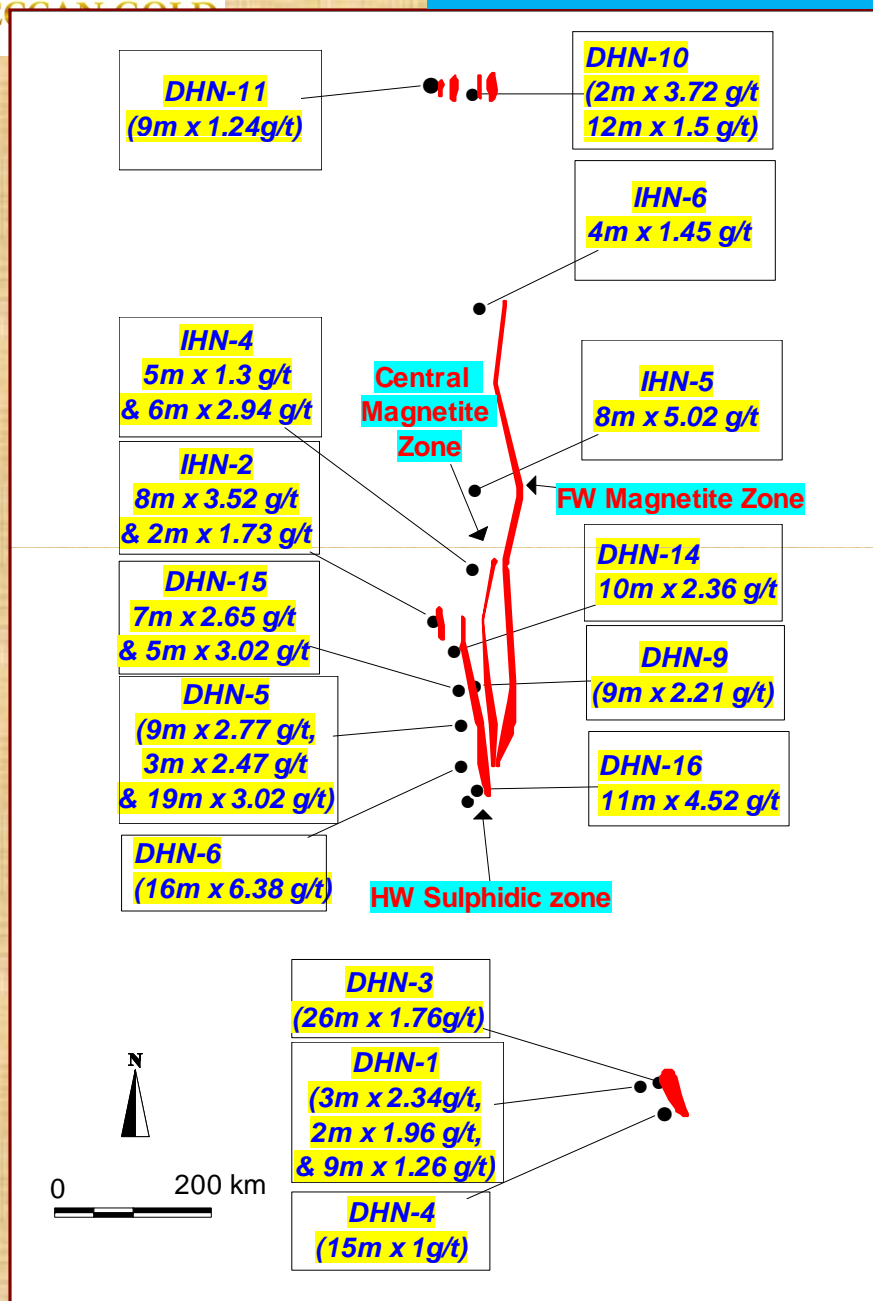 DHN-11
(9m x 1.24g/t)
DHN-10
(2m x 3.72 g/t
12m x 1.5 g/t)
IHN-6
4m x 1.45 g/t
IHN-4
5m x 1.3 g/t
& 6m x 2.94 g/t
Central
Magnetite
Zone
IHN-5
8m x 5.02 g/t
IHN-2
8m x 3.52 g/t
& 2m x 1.73 g/t
FW Magnetite Zone
DHN-14
10m x 2.36 g/t
DHN-15
7m x 2.65 g/t
& 5m x 3.02 g/t
DHN-9
(9m x 2.21 g/t)
DHN-5
(9m x 2.77 g/t,
3m x 2.47 g/t
& 19m x 3.02 g/t)
DHN-16
11m x 4.52 g/t
DHN-6
(16m x 6.38 g/t)
HW Sulphidic zone
DHN-3
(26m x 1.76g/t)
DHN-1
(3m x 2.34g/t,
2m x 1.96 g/t,
& 9m x 1.26 g/t)
DHN-4
(15m x 1g/t)
N
0 200 km